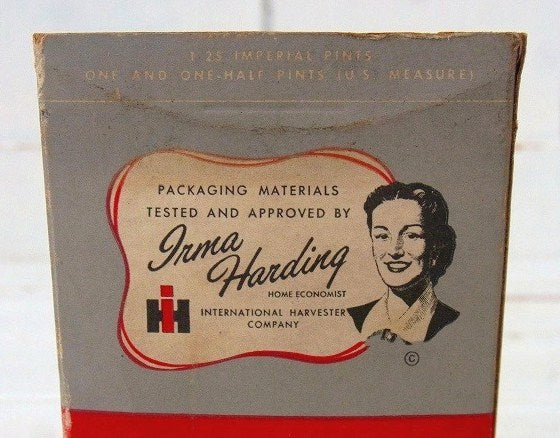 1.25 IMPERIAL PINTS
ONE AND ONE-HALF PINTS (U.S. MEASURE)
PACKAGING MATERIALS
TESTED AND APPROVED BY
Irma
Harding
HOME ECONOMIST
IH
INTERNATIONAL HARVESTER
COMPANY
©